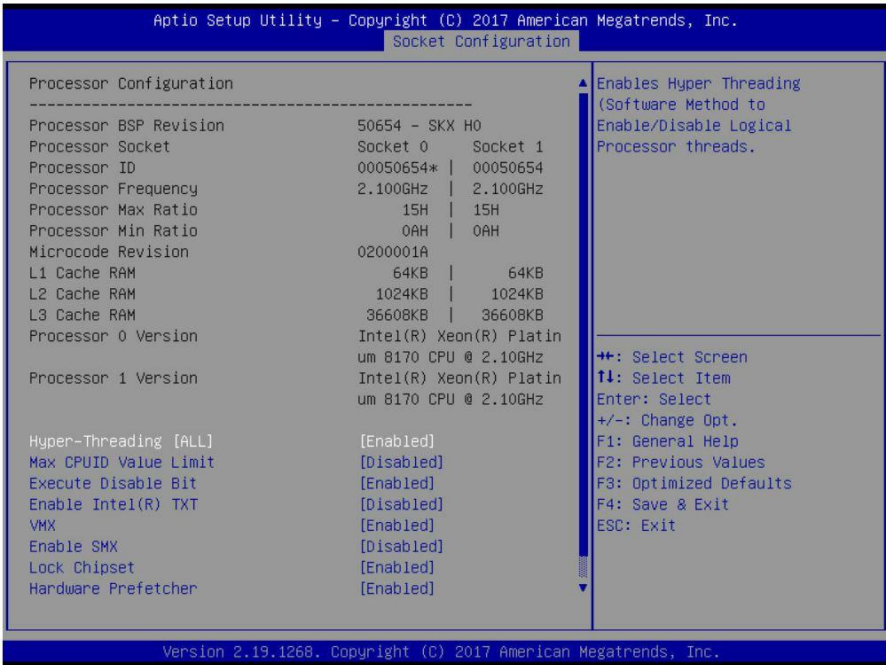 Aptio Setup Utility – Copyright (C) 2017 American Megatrends, Inc.
Socket Configuration
Processor Configuration
--------------------------------------------------
Processor BSP Revision 50654 - SKX H0
Processor Socket Socket 0 Socket 1
Processor ID 00050654* | 00050654
Processor Frequency 2.100GHz | 2.100GHz
Processor Max Ratio 15H | 15H
Processor Min Ratio 0AH | 0AH
Microcode Revision 0200001A
L1 Cache RAM 64KB | 64KB
L2 Cache RAM 1024KB | 1024KB
L3 Cache RAM 36608KB | 36608KB
Processor 0 Version Intel(R) Xeon(R) Platin
um 8170 CPU @ 2.10GHz
Processor 1 Version Intel(R) Xeon(R) Platin
um 8170 CPU @ 2.10GHz
Hyper-Threading [ALL] [Enabled]
Max CPUID Value Limit [Disabled]
Execute Disable Bit [Enabled]
Enable Intel(R) TXT [Disabled]
VMX [Enabled]
Enable SMX [Disabled]
Lock Chipset [Enabled]
Hardware Prefetcher [Enabled]
Enables Hyper Threading
(Software Method to
Enable/Disable Logical
Processor threads.
→←: Select Screen
↑↓: Select Item
Enter: Select
+/-: Change Opt.
F1: General Help
F2: Previous Values
F3: Optimized Defaults
F4: Save & Exit
ESC: Exit
Version 2.19.1268. Copyright (C) 2017 American Megatrends, Inc.